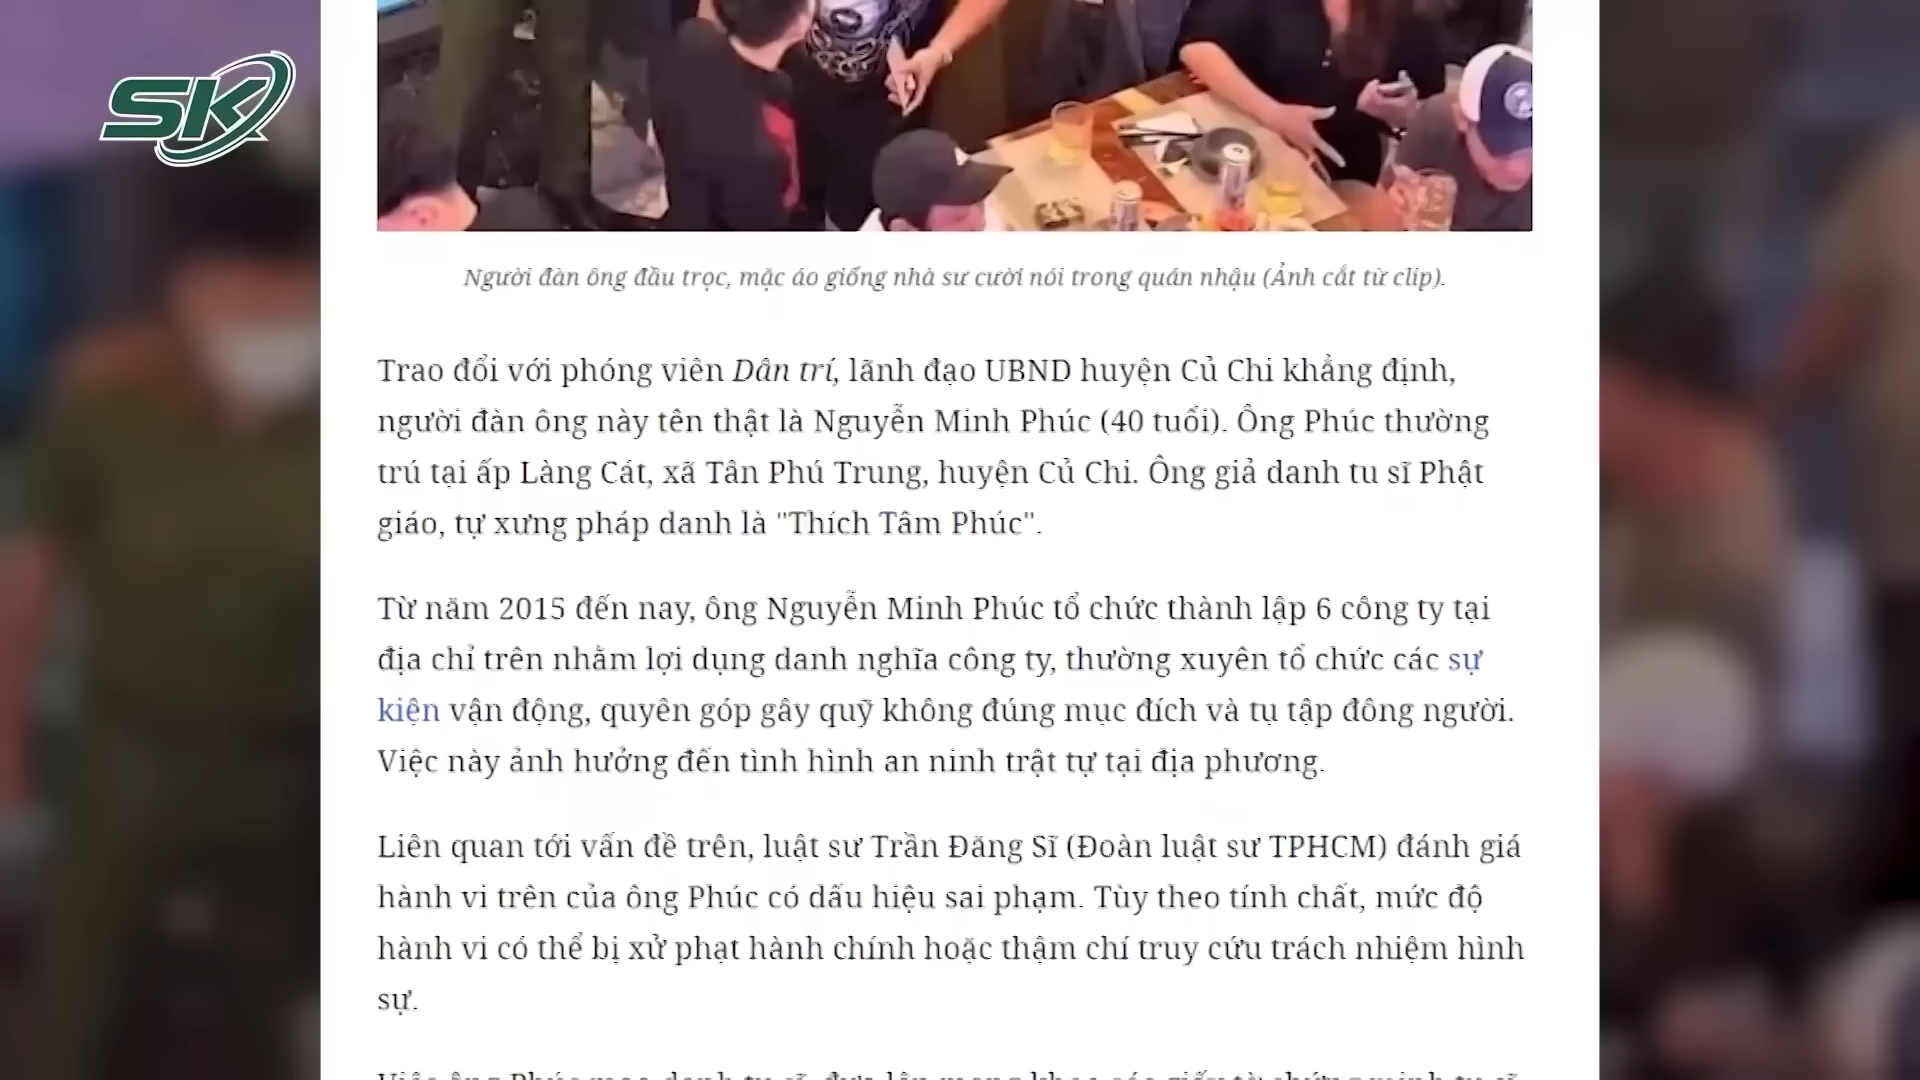 SK
Người đàn ông đầu trọc, mặc áo giống nhà sư cười nói trong quán nhậu (Ảnh cắt từ clip).
Trao đổi với phóng viên Dân trí, lãnh đạo UBND huyện Củ Chi khẳng định,
người đàn ông này tên thật là Nguyễn Minh Phúc (40 tuổi). Ông Phúc thường
trú tại ấp Làng Cát, xã Tân Phú Trung, huyện Củ Chi. Ông giả danh tu sĩ Phật
giáo, tự xưng pháp danh là "Thích Tâm Phúc".
Từ năm 2015 đến nay, ông Nguyễn Minh Phúc tổ chức thành lập 6 công ty tại
địa chỉ trên nhằm lợi dụng danh nghĩa công ty, thường xuyên tổ chức các sự
kiện vận động, quyên góp gây quỹ không đúng mục đích và tụ tập đông người.
Việc này ảnh hưởng đến tình hình an ninh trật tự tại địa phương.
Liên quan tới vấn đề trên, luật sư Trần Đăng Sĩ (Đoàn luật sư TPHCM) đánh giá
hành vi trên của ông Phúc có dấu hiệu sai phạm. Tùy theo tính chất, mức độ
hành vi có thể bị xử phạt hành chính hoặc thậm chí truy cứu trách nhiệm hình
sự.